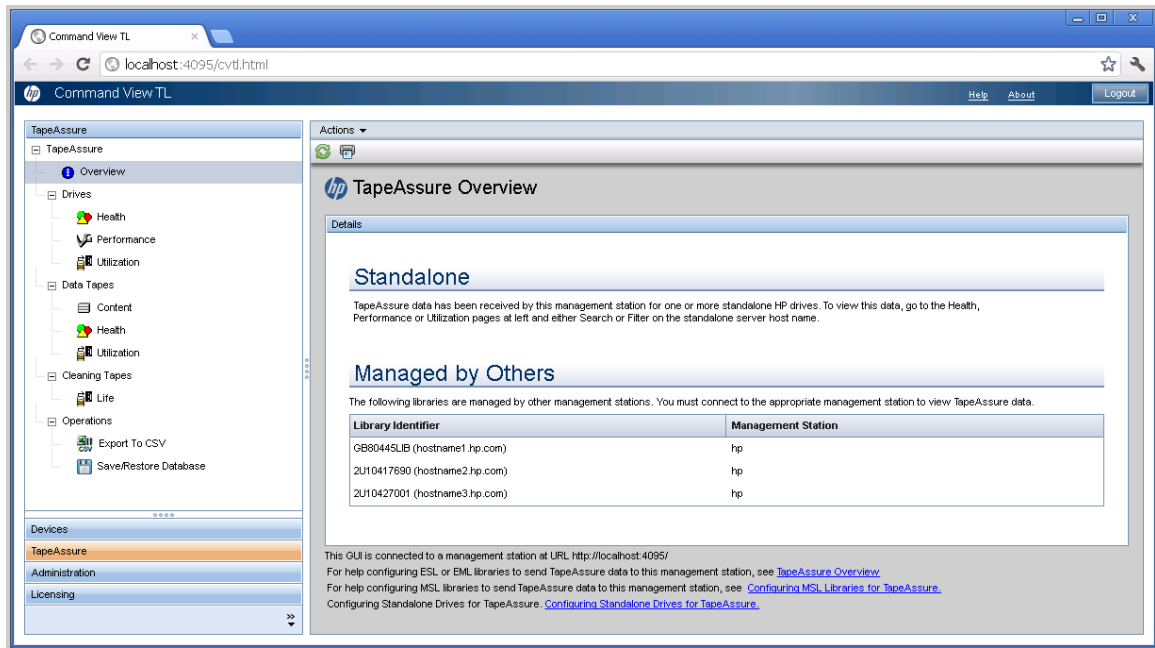 Command View TL
localhost:4095/cvtl.html
hp Command View TL Help About Logout
TapeAssure
TapeAssure
Overview
Drives
Health
Performance
Utilization
Data Tapes
Content
Health
Utilization
Cleaning Tapes
Life
Operations
CSV Export To CSV
Save/Restore Database
Devices
TapeAssure
Administration
Licensing
Actions
hp TapeAssure Overview
Details
Standalone
TapeAssure data has been received by this management station for one or more standalone HP drives. To view this data, go to the Health,
Performance or Utilization pages at left and either Search or Filter on the standalone server host name.
Managed by Others
The following libraries are managed by other management stations. You must connect to the appropriate management station to view TapeAssure data.
Library Identifier Management Station
GB80445LIB (hostname1.hp.com) hp
2U10417690 (hostname2.hp.com) hp
2U10427001 (hostname3.hp.com) hp
This GUI is connected to a management station at URL http://localhost:4095/
For help configuring ESL or EML libraries to send TapeAssure data to this management station, see TapeAssure Overview
For help configuring MSL libraries to send TapeAssure data to this management station, see Configuring MSL Libraries for TapeAssure.
Configuring Standalone Drives for TapeAssure. Configuring Standalone Drives for TapeAssure.